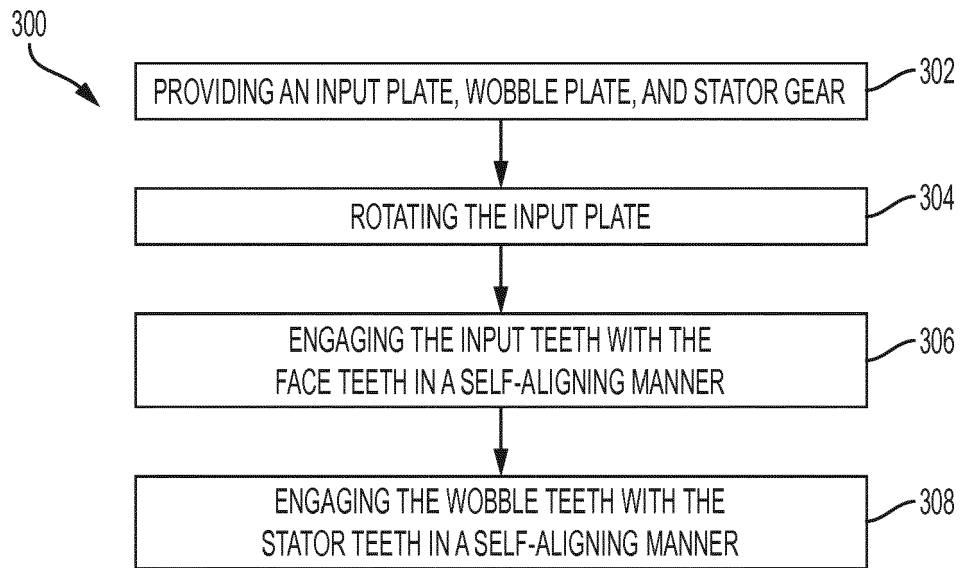 300
PROVIDING AN INPUT PLATE, WOBBLE PLATE, AND STATOR GEAR
302
ROTATING THE INPUT PLATE
304
ENGAGING THE INPUT TEETH WITH THE
FACE TEETH IN A SELF-ALIGNING MANNER
306
ENGAGING THE WOBBLE TEETH WITH THE
STATOR TEETH IN A SELF-ALIGNING MANNER
308